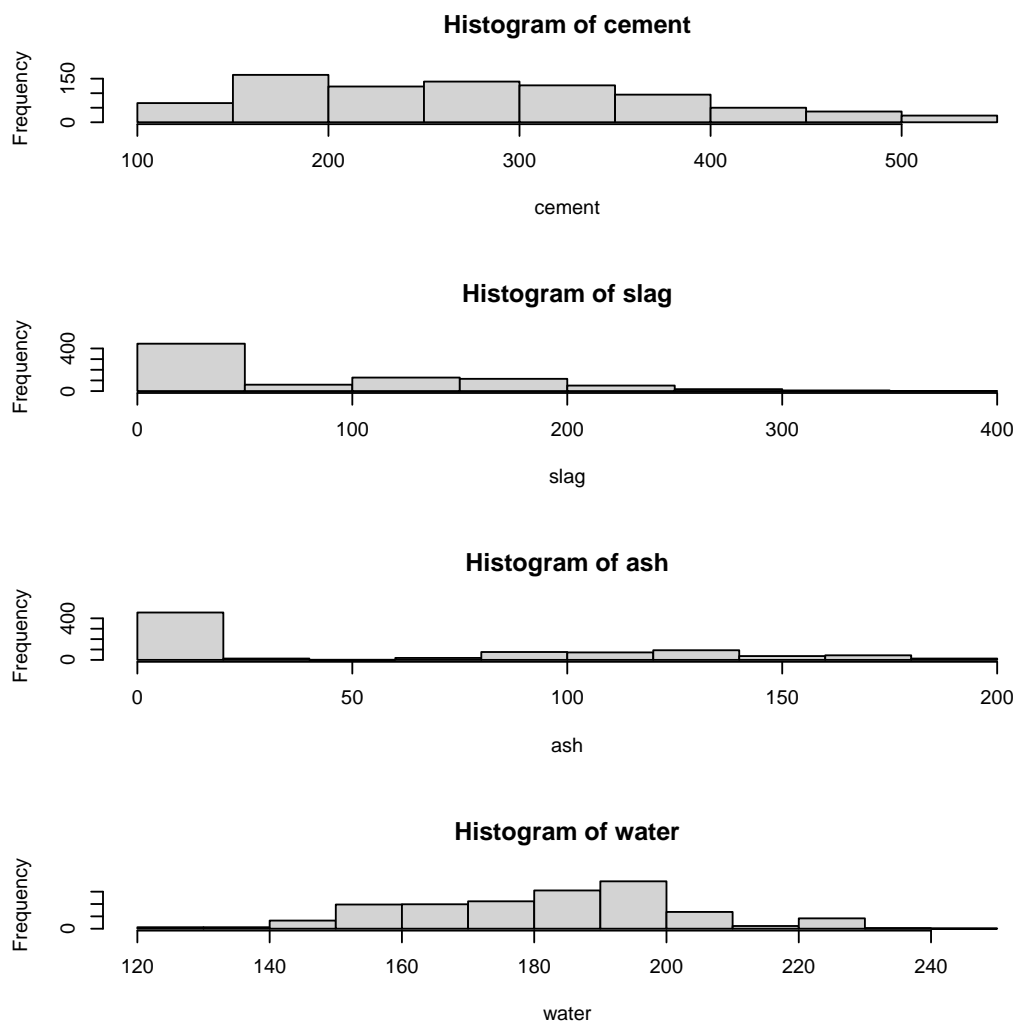 Histogram of cement
Frequency
0 150
100 200 300 400 500
cement
Histogram of slag
Frequency
0 400
0 100 200 300 400
slag
Histogram of ash
Frequency
0 400
0 50 100 150 200
ash
Histogram of water
Frequency
0
120 140 160 180 200 220 240
water